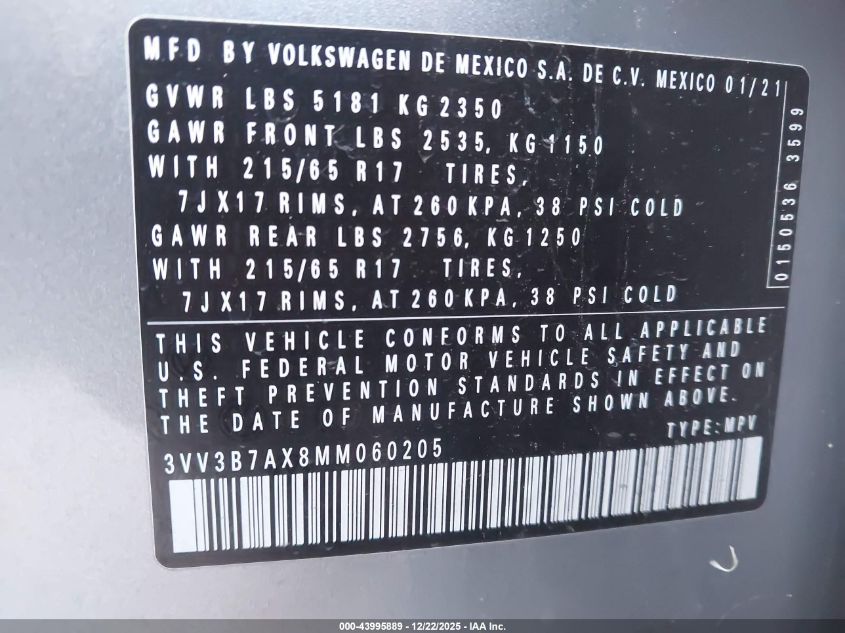 MFD BY VOLKSWAGEN DE MEXICO S.A. DE C.V. MEXICO 01/21
GVWR LBS 5181 KG 2350
GAWR FRONT LBS 2535, KG 1150
WITH 215/65 R17 TIRES,
7JX17 RIMS, AT 260 KPA, 38 PSI COLD
GAWR REAR LBS 2756, KG 1250
WITH 215/65 R17 TIRES,
7JX17 RIMS, AT 260 KPA, 38 PSI COLD
0150536 3599
THIS VEHICLE CONFORMS TO ALL APPLICABLE
U.S. FEDERAL MOTOR VEHICLE SAFETY AND
THEFT PREVENTION STANDARDS IN EFFECT ON
THE DATE OF MANUFACTURE SHOWN ABOVE.
TYPE: MPV
3VV3B7AX8MM060205
000-43995889 - 12/22/2025 - IAA Inc.